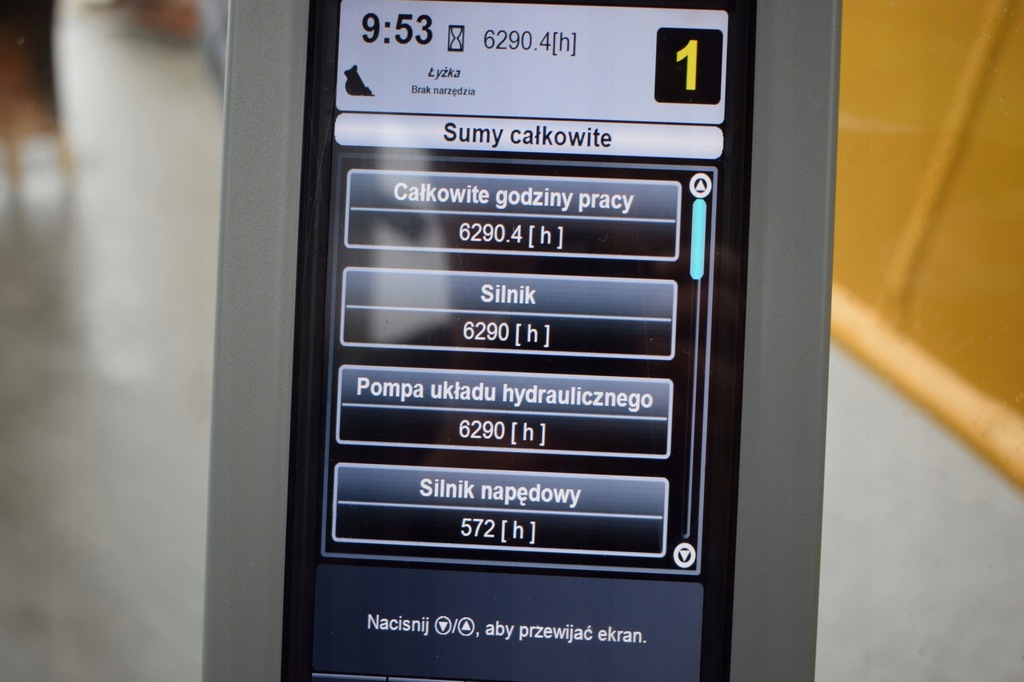 9:53 6290.4[h]
1
Łyżka
Brak narzędzia
Sumy całkowite
Całkowite godziny pracy
6290.4 [ h ]
Silnik
6290 [ h ]
Pompa układu hydraulicznego
6290 [ h ]
Silnik napędowy
572 [ h ]
Nacisnij ▼/▲, aby przewijać ekran.